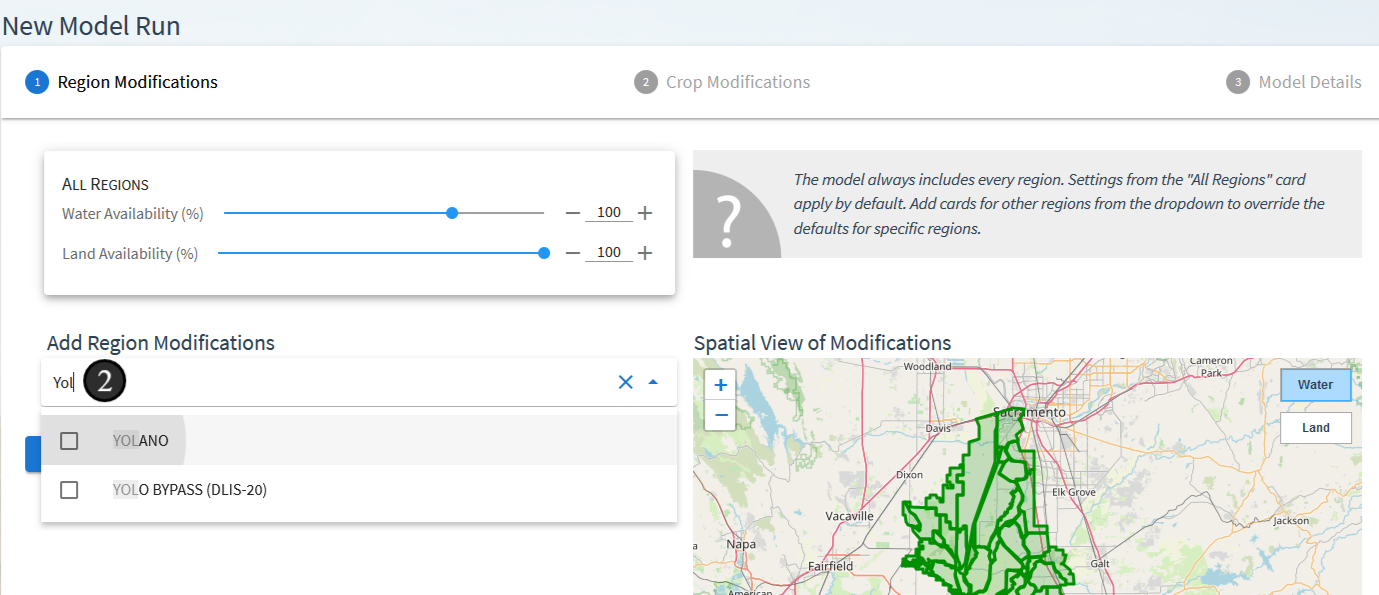 New Model Run
1 Region Modifications
2 Crop Modifications
3 Model Details
ALL REGIONS
Water Availability (%)
100
Land Availability (%)
100
?
The model always includes every region. Settings from the "All Regions" card
apply by default. Add cards for other regions from the dropdown to override the
defaults for specific regions.
Add Region Modifications
Yol
2
YOLANO
YOLO BYPASS (DLIS-20)
Spatial View of Modifications
+
−
Water
Land
Woodland
Cameron
Park
Sacramento
Davis
Dixon
Elk Grove
Vacaville
Jackson
Napa
Fairfield
Galt
American